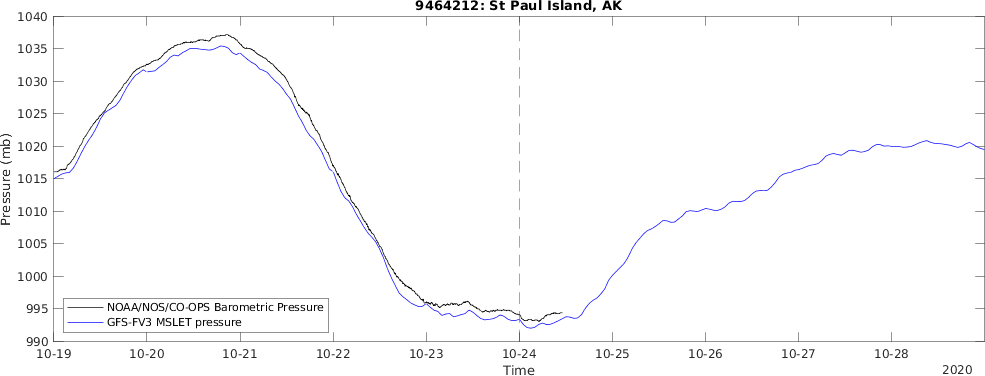 9464212: St Paul Island, AK
1040
1035
1030
1025
1020
1015
1010
1005
1000
995
990
Pressure (mb)
NOAA/NOS/CO-OPS Barometric Pressure
GFS-FV3 MSLET pressure
10-19 10-20 10-21 10-22 10-23 10-24 10-25 10-26 10-27 10-28
Time
2020